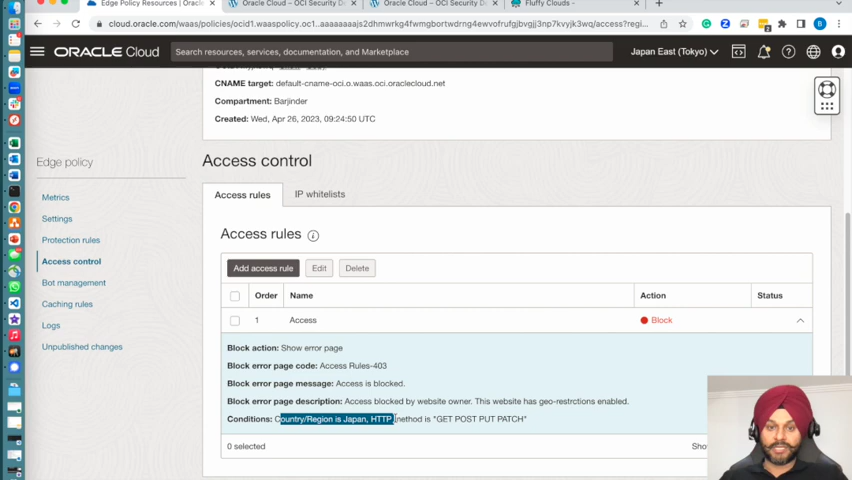 Edge Policy Resources
Oracle Cloud – OCI Security De
Oracle Cloud – OCI Security De
Fluffy Clouds –
cloud.oracle.com/waas/policies/ocid1.waaspolicy.oc1
/access?regi
ORACLE Cloud
Search resources, services, documentation, and Marketplace
Japan East (Tokyo)
CNAME target: default-cname-oci.o.waas.oci.oraclecloud.net
Compartment: Barjinder
Created: Wed, Apr 26, 2023, 09:24:50 UTC
Edge policy
Metrics
Settings
Protection rules
Access control
Bot management
Caching rules
Logs
Unpublished changes
Access control
Access rules
IP whitelists
Access rules
Add access rule
Edit
Delete
Order
Name
Action
Status
1
Access
Block
Block action: Show error page
Block error page code: Access Rules-403
Block error page message: Access is blocked.
Block error page description: Access blocked by website owner. This website has geo-restrctions enabled.
Conditions: Country/Region is Japan, HTTP method is "GET POST PUT PATCH"
0 selected